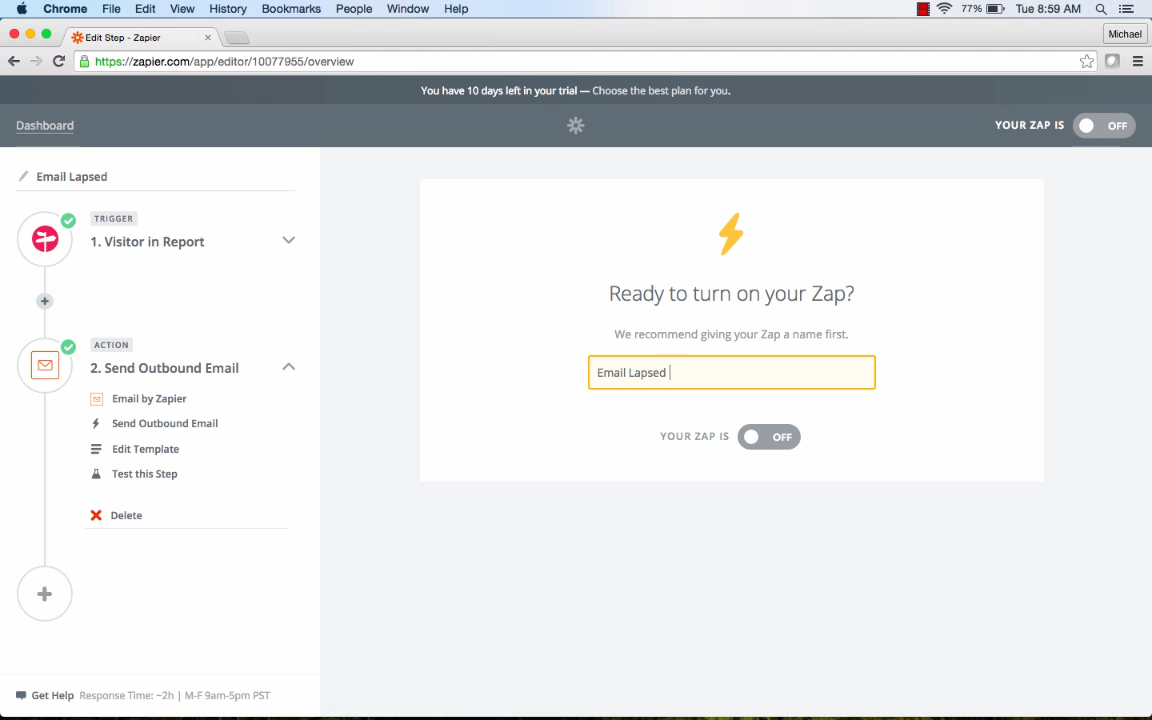 Chrome File Edit View History Bookmarks People Window Help 77% Tue 8:59 AM
Edit Step - Zapier
Michael
https://zapier.com/app/editor/10077955/overview
You have 10 days left in your trial — Choose the best plan for you.
Dashboard
YOUR ZAP IS OFF
Email Lapsed
TRIGGER
1. Visitor in Report
ACTION
2. Send Outbound Email
Email by Zapier
Send Outbound Email
Edit Template
Test this Step
Delete
Ready to turn on your Zap?
We recommend giving your Zap a name first.
Email Lapsed
YOUR ZAP IS OFF
Get Help Response Time: ~2h | M-F 9am-5pm PST